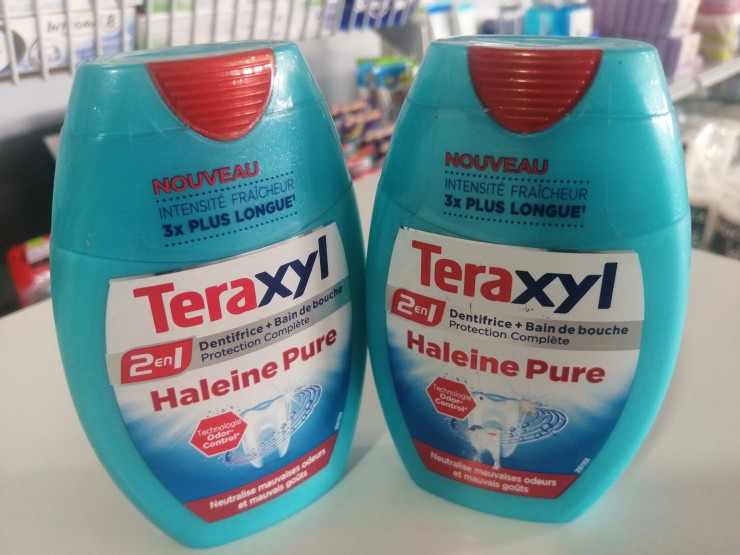 NOUVEAU
INTENSITÉ FRAÎCHEUR
3x PLUS LONGUE¹
Teraxyl
2en1
Dentifrice + Bain de bouche
Protection Complète
Haleine Pure
Technologie
Odor-
Control*
Neutralise mauvaises odeurs
et mauvais goûts
NOUVEAU
INTENSITÉ FRAÎCHEUR
3x PLUS LONGUE¹
Teraxyl
2en1
Dentifrice + Bain de bouche
Protection Complète
Haleine Pure
Technologie
Odor-
Control*
Neutralise mauvaises odeurs
et mauvais goûts